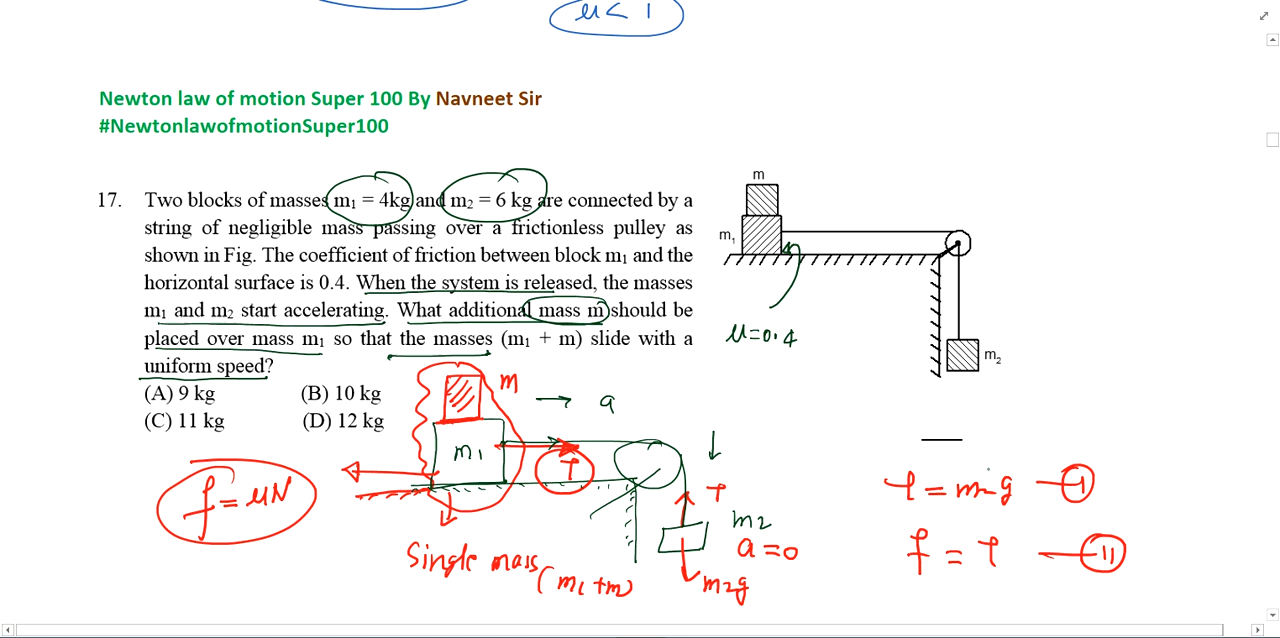 μ < 1
Newton law of motion Super 100 By Navneet Sir
#NewtonlawofmotionSuper100
17. Two blocks of masses m₁ = 4kg and m₂ = 6 kg are connected by a
string of negligible mass passing over a frictionless pulley as
shown in Fig. The coefficient of friction between block m₁ and the
horizontal surface is 0.4. When the system is released, the masses
m₁ and m₂ start accelerating. What additional mass m should be
placed over mass m₁ so that the masses (m₁ + m) slide with a
uniform speed?
(A) 9 kg (B) 10 kg
(C) 11 kg (D) 12 kg
m
m₁
m₂
μ=0.4
m
→ a
m₁
T
f = μN
T
m₂
a=0
m₂g
Single mass
(m₁ + m)
T = m₂g — (I)
f = T — (II)